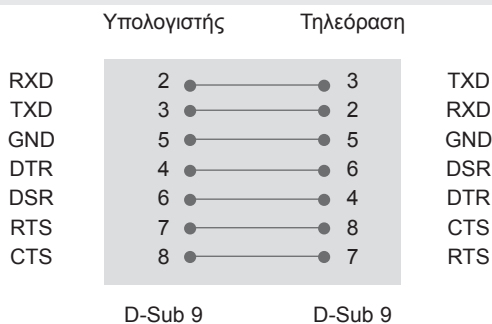 Υπολογιστής Τηλεόραση
RXD 2 3 TXD
TXD 3 2 RXD
GND 5 5 GND
DTR 4 6 DSR
DSR 6 4 DTR
RTS 7 8 CTS
CTS 8 7 RTS
D-Sub 9 D-Sub 9